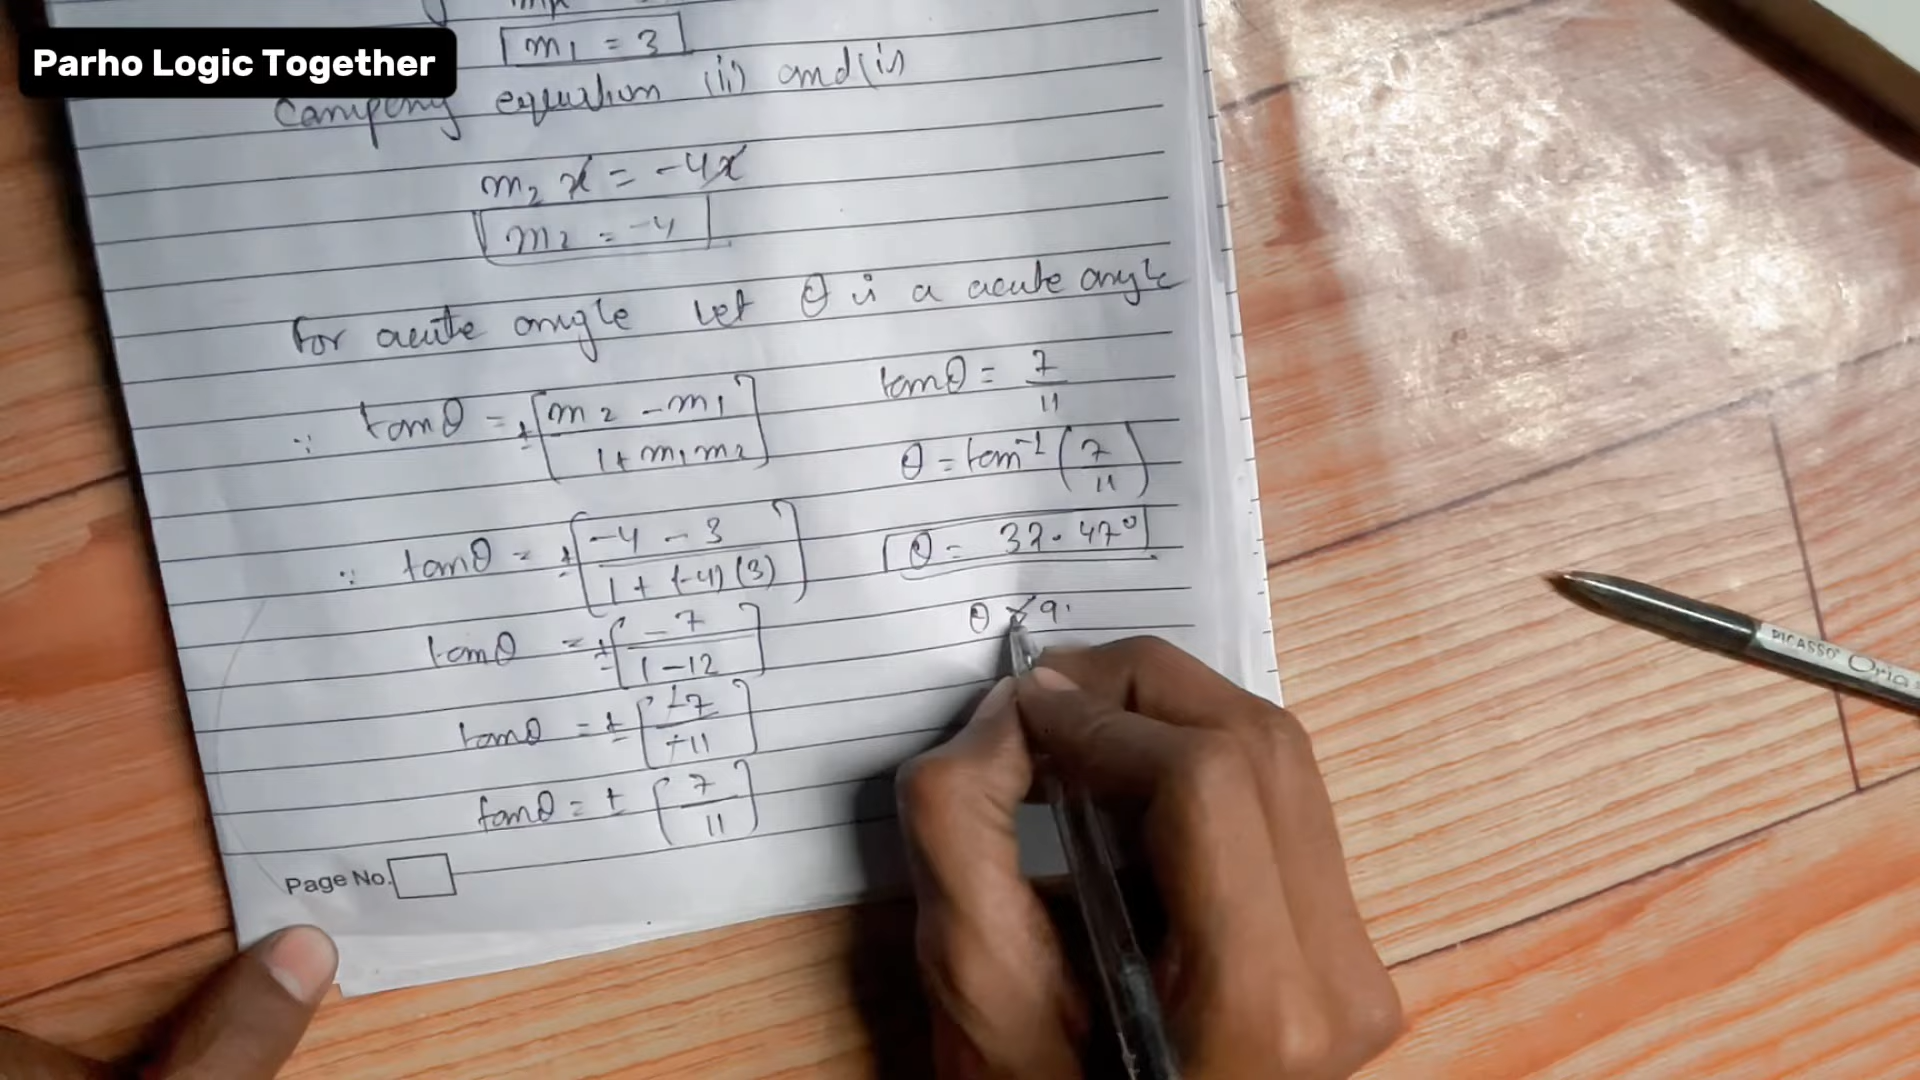 Parho Logic Together
m₁ = 3
equation (ii) and (i
m₂ x = -4x
m₂ = -4
For acute angle let θ is a acute angle
∵ tanθ = ± [m₂ - m₁ / 1 + m₁m₂]
∵ tanθ = ± [-4 - 3 / 1 + (-4)(3)]
tanθ = ± [-7 / 1 - 12]
tanθ = ± [-7 / -11]
tanθ = ± [7 / 11]
tanθ = 7 / 11
θ = tan⁻¹ (7 / 11)
θ = 32.47°
θ < 9
Page No.
PICASSO